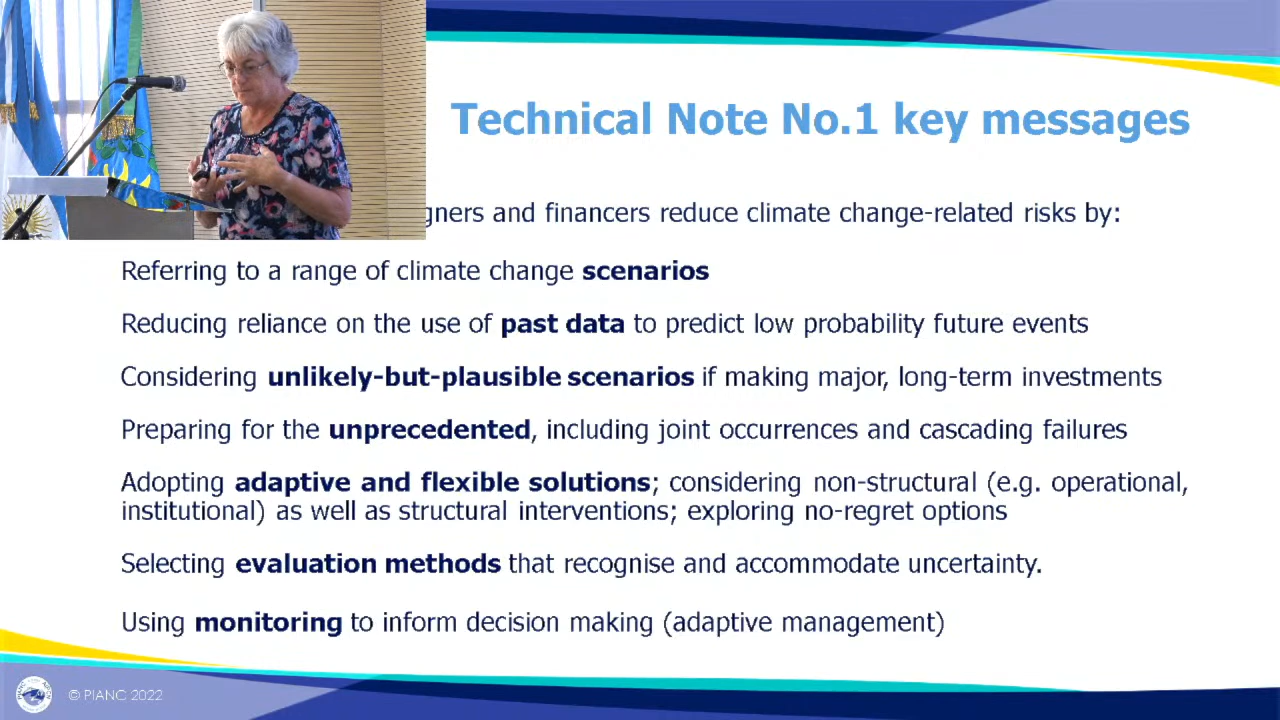 Technical Note No.1 key messages
and financers reduce climate change-related risks by:
Referring to a range of climate change scenarios
Reducing reliance on the use of past data to predict low probability future events
Considering unlikely-but-plausible scenarios if making major, long-term investments
Preparing for the unprecedented, including joint occurrences and cascading failures
Adopting adaptive and flexible solutions; considering non-structural (e.g. operational,
institutional) as well as structural interventions; exploring no-regret options
Selecting evaluation methods that recognise and accommodate uncertainty.
Using monitoring to inform decision making (adaptive management)
© PIANC 2022